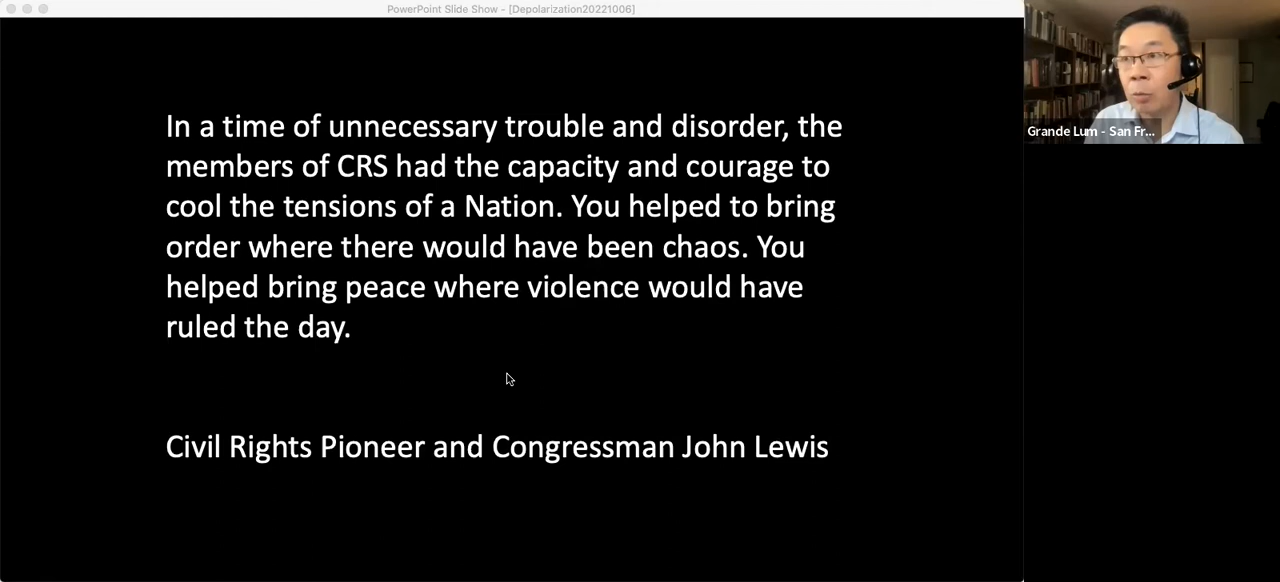 PowerPoint Slide Show - [Depolarization20221006]
In a time of unnecessary trouble and disorder, the
members of CRS had the capacity and courage to
cool the tensions of a Nation. You helped to bring
order where there would have been chaos. You
helped bring peace where violence would have
ruled the day.
Civil Rights Pioneer and Congressman John Lewis
Grande Lum - San Fr...